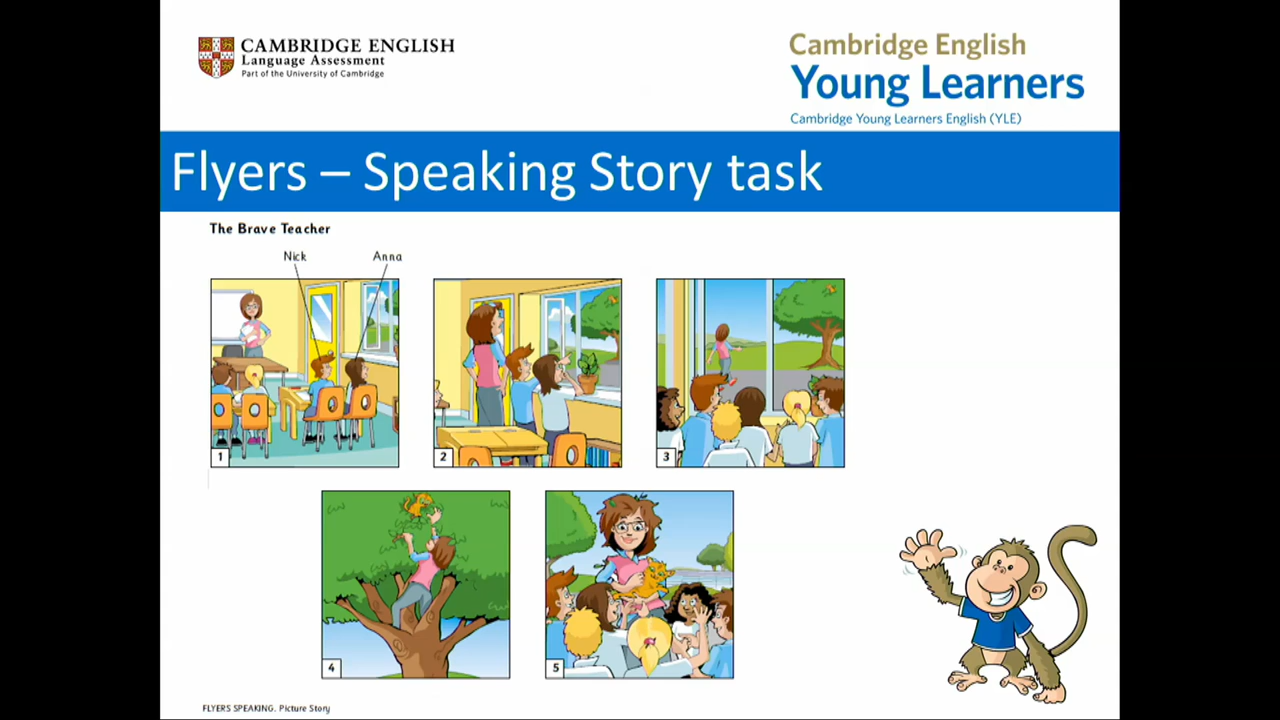 CAMBRIDGE ENGLISH
Language Assessment
Part of the University of Cambridge
Cambridge English
Young Learners
Cambridge Young Learners English (YLE)
Flyers – Speaking Story task
The Brave Teacher
Nick Anna
1 2 3
4 5
FLYERS SPEAKING. Picture Story